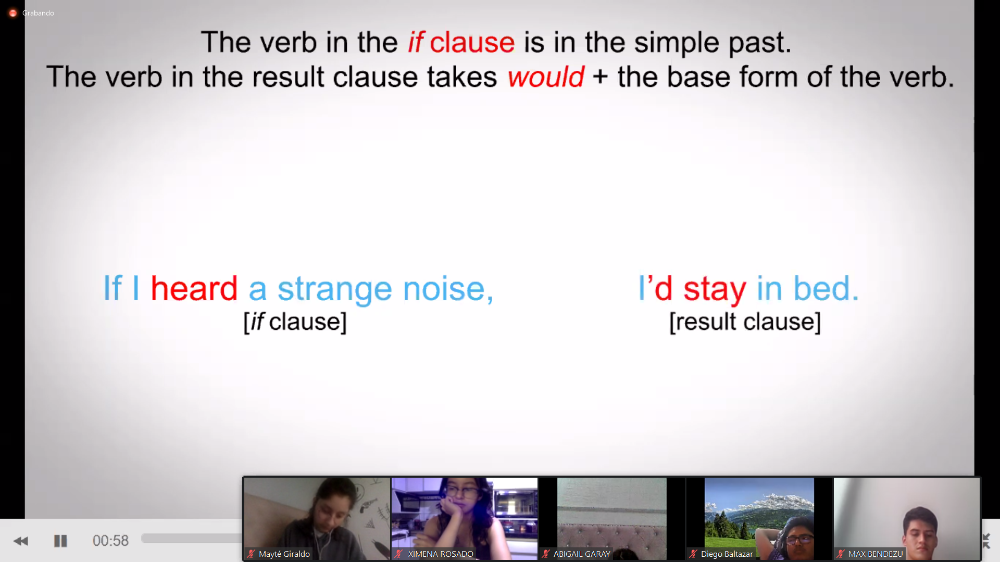 Grabando
The verb in the if clause is in the simple past.
The verb in the result clause takes would + the base form of the verb.
If I heard a strange noise, I’d stay in bed.
[if clause] [result clause]
00:58
Mayté Giraldo
XIMENA ROSADO
ABIGAIL GARAY
Diego Baltazar
MAX BENDEZU